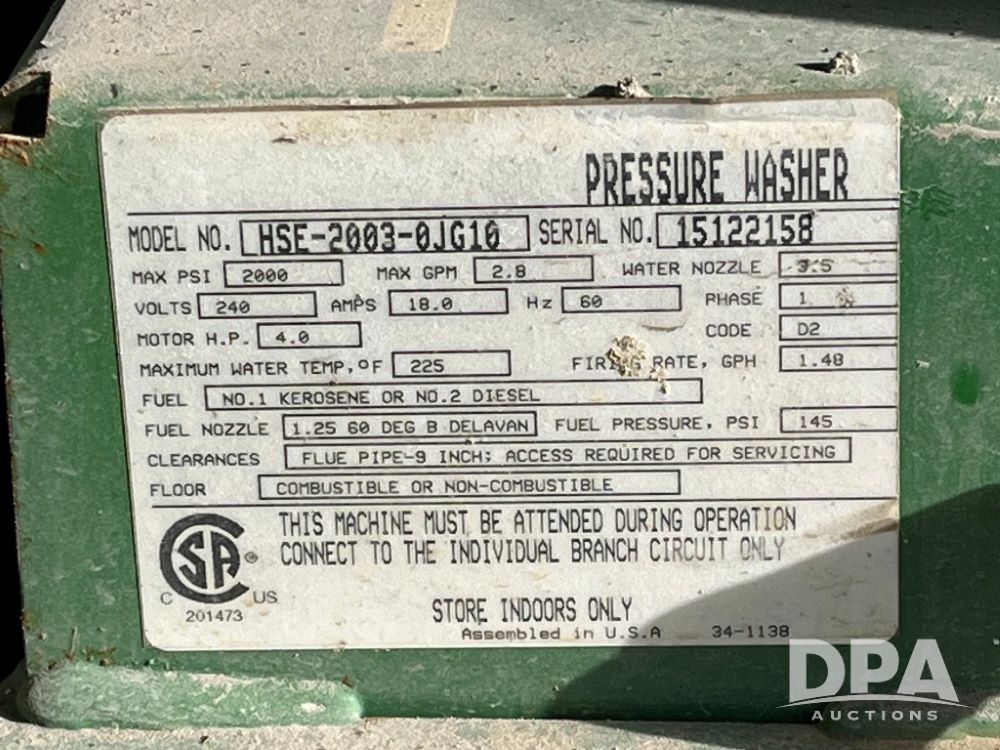 PRESSURE WASHER
MODEL NO. HSE-2003-0JG10 SERIAL NO. 15122158
MAX PSI 2000 MAX GPM 2.8 WATER NOZZLE 3.5
VOLTS 240 AMPS 18.0 Hz 60 PHASE 1
MOTOR H.P. 4.0 CODE D2
MAXIMUM WATER TEMP,°F 225 FIRING RATE, GPH 1.48
FUEL NO.1 KEROSENE OR NO.2 DIESEL
FUEL NOZZLE 1.25 60 DEG B DELAVAN FUEL PRESSURE, PSI 145
CLEARANCES FLUE PIPE-9 INCH; ACCESS REQUIRED FOR SERVICING
FLOOR COMBUSTIBLE OR NON-COMBUSTIBLE
THIS MACHINE MUST BE ATTENDED DURING OPERATION
CONNECT TO THE INDIVIDUAL BRANCH CIRCUIT ONLY
CSA ®
C US
201473
STORE INDOORS ONLY
Assembled in U.S.A 34-1138
DPA
AUCTIONS